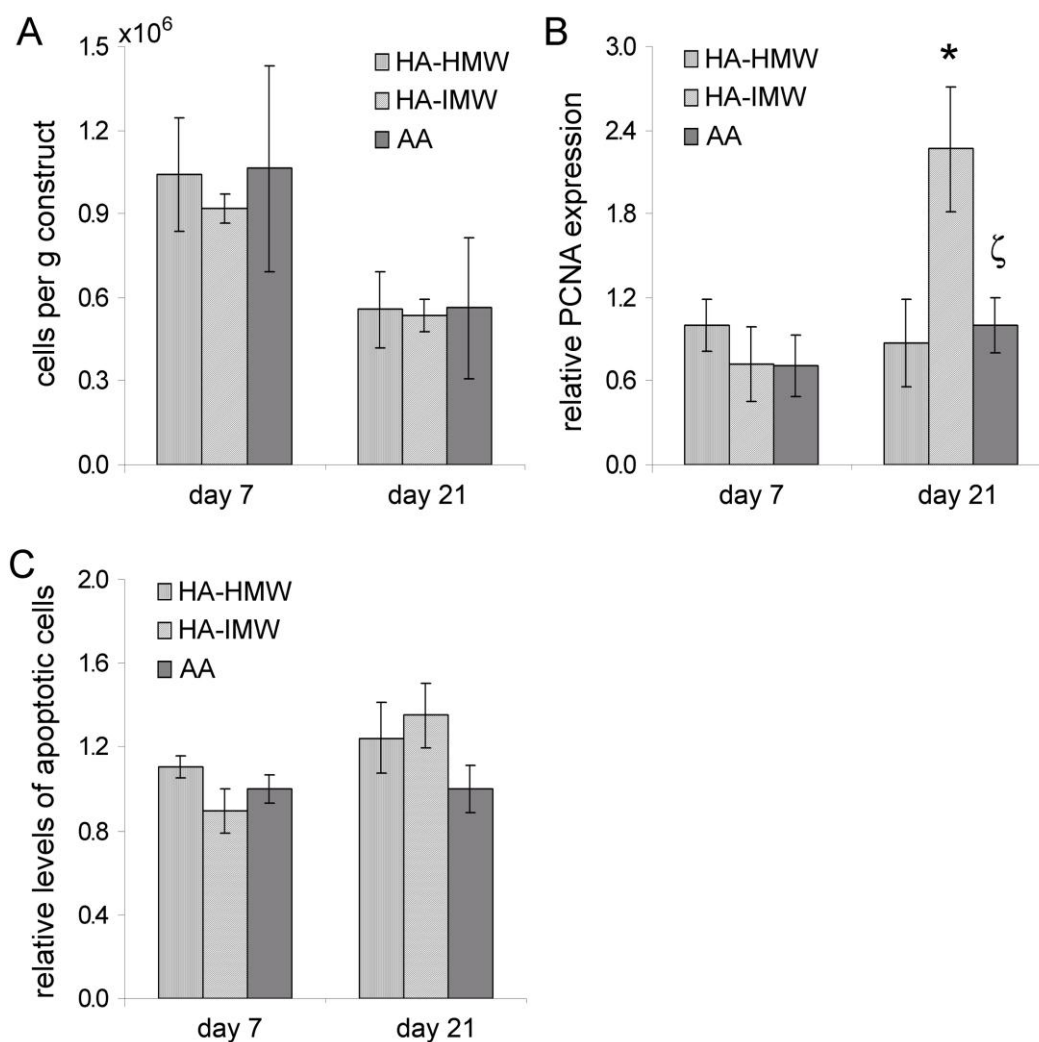 A
×10⁶
cells per g construct
1.5
1.2
0.9
0.6
0.3
0.0
HA-HMW
HA-IMW
AA
day 7
day 21
B
relative PCNA expression
3.0
2.4
1.8
1.2
0.6
0.0
HA-HMW
HA-IMW
AA
*
ζ
day 7
day 21
C
relative levels of apoptotic cells
2.0
1.6
1.2
0.8
0.4
0.0
HA-HMW
HA-IMW
AA
day 7
day 21